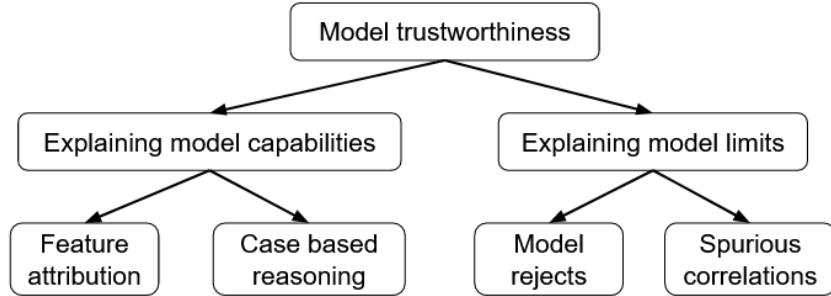 Model trustworthiness
Explaining model capabilities
Explaining model limits
Feature
attribution
Case based
reasoning
Model
rejects
Spurious
correlations